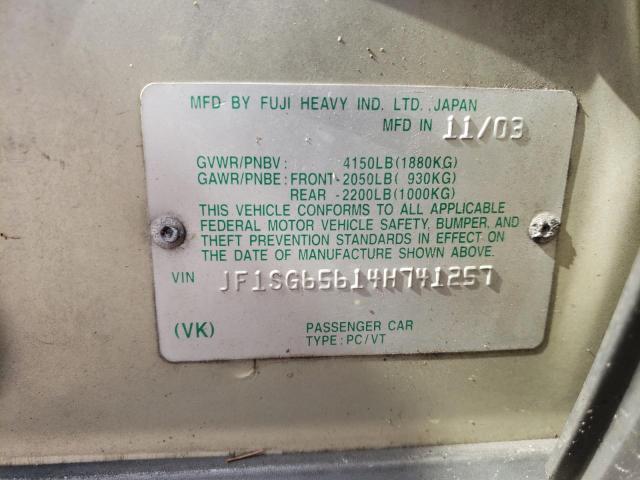 MFD BY FUJI HEAVY IND. LTD. JAPAN
MFD IN 11/03
GVWR/PNBV: 4150LB(1880KG)
GAWR/PNBE: FRONT-2050LB( 930KG)
REAR -2200LB(1000KG)
THIS VEHICLE CONFORMS TO ALL APPLICABLE
FEDERAL MOTOR VEHICLE SAFETY, BUMPER, AND
THEFT PREVENTION STANDARDS IN EFFECT ON
THE DATE OF MANUFACTURE SHOWN ABOVE.
VIN JF1SG65614H741257
(VK) PASSENGER CAR
TYPE: PC/VT